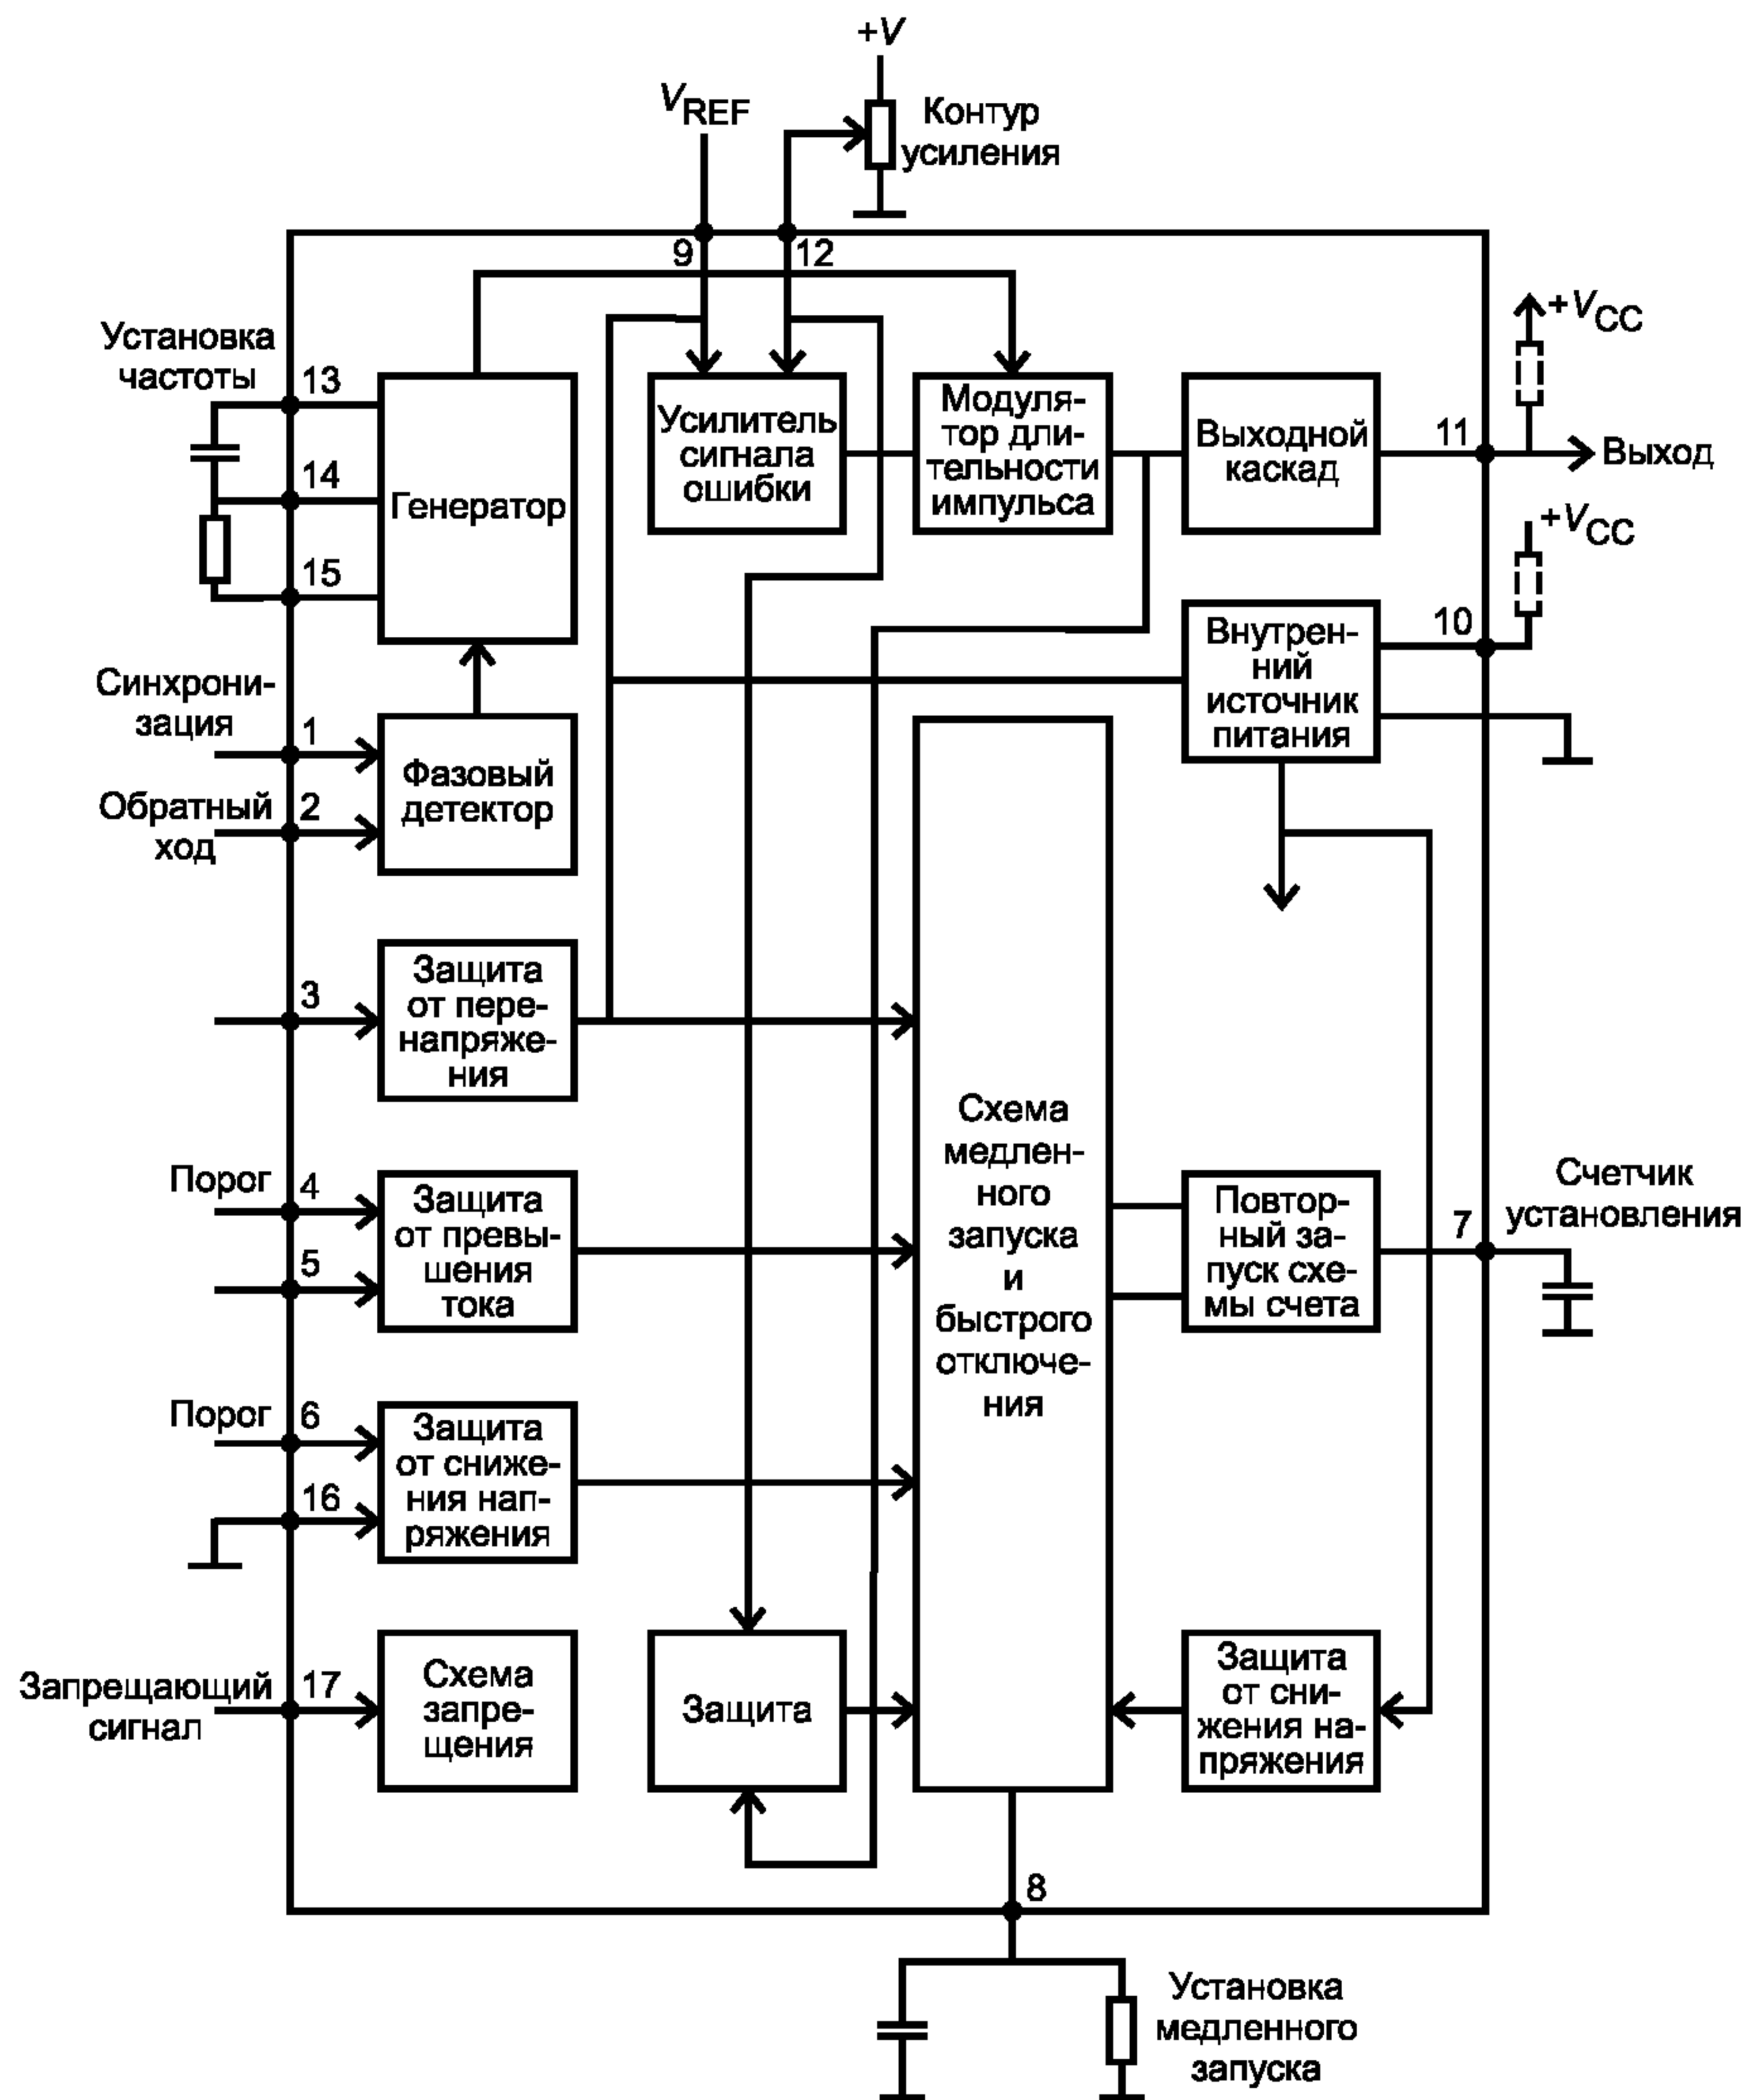 +V
VREF
Контур
усиления
9
12
Установка
частоты
13
14
15
Генератор
Усилитель
сигнала
ошибки
Модуля-
тор дли-
тельности
импульса
Выходной
каскад
11
+VCC
Выход
+VCC
10
Внутрен-
ний
источник
питания
Синхрони-
зация
1
Обратный
ход
2
Фазовый
детектор
3
Защита
от пере-
напряже-
ния
Порог
4
5
Защита
от превы-
шения
тока
Схема
медлен-
ного
запуска
и
быстрого
отключе-
ния
Повтор-
ный за-
пуск схе-
мы счета
7
Счетчик
установления
Порог
6
16
Защита
от сниже-
ния нап-
ряжения
Запрещающий
сигнал
17
Схема
запре-
щения
Защита
Защита
от сни-
жения на-
пряжения
8
Установка
медленного
запуска